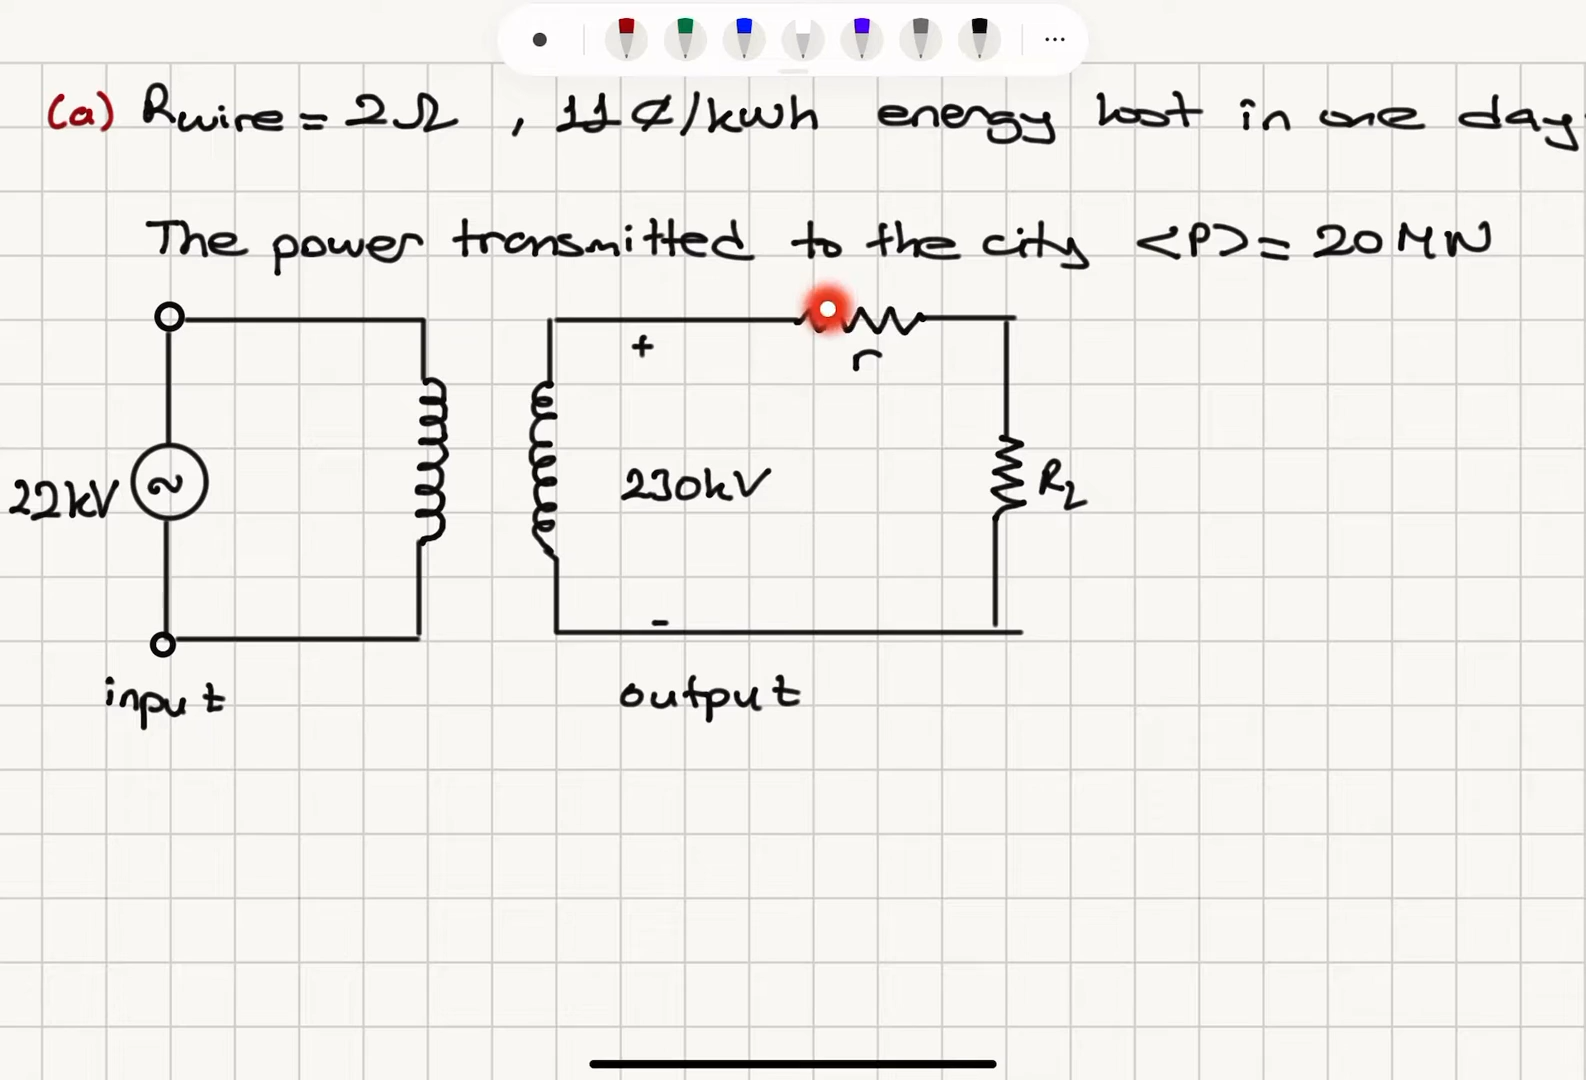 (a) Rwire = 2Ω , 11 ¢/kwh energy lost in one day.
The power transmitted to the city <P> = 20 MW
+
r
22kV
230kV
RL
-
input
output